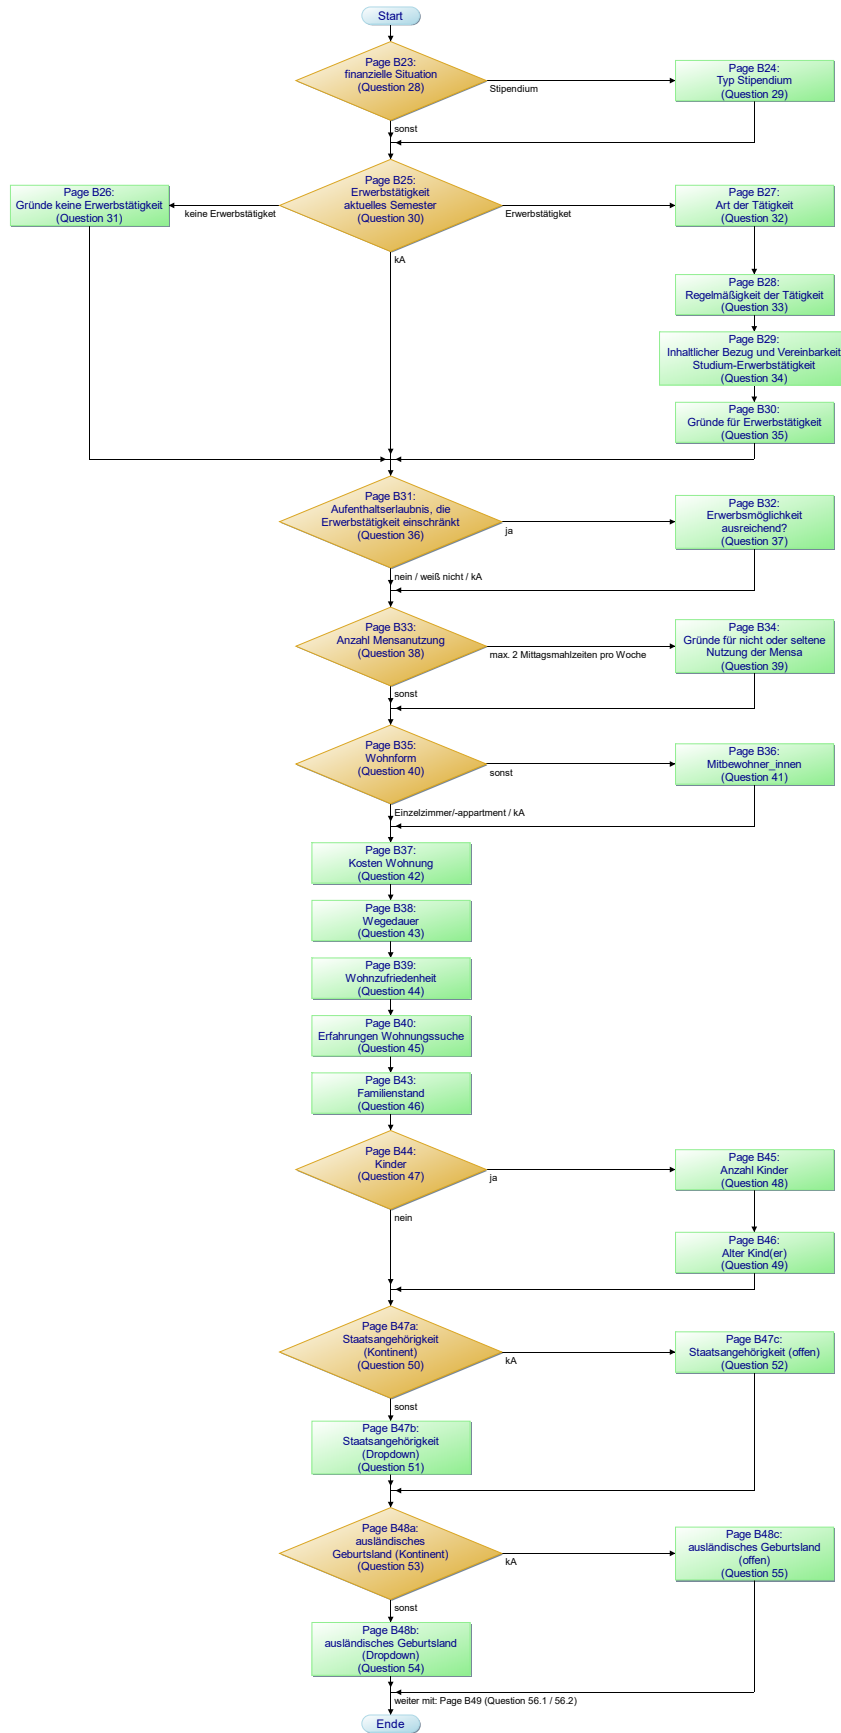 Start
Page B23:
finanzielle Situation
(Question 28)
Stipendium
Page B24:
Typ Stipendium
(Question 29)
sonst
Page B25:
Erwerbstätigkeit
aktuelles Semester
(Question 30)
keine Erwerbstätigket
Page B26:
Gründe keine Erwerbstätigkeit
(Question 31)
Erwerbstätigket
Page B27:
Art der Tätigkeit
(Question 32)
kA
Page B28:
Regelmäßigkeit der Tätigkeit
(Question 33)
Page B29:
Inhaltlicher Bezug und Vereinbarkeit
Studium-Erwerbstätigkeit
(Question 34)
Page B30:
Gründe für Erwerbstätigkeit
(Question 35)
Page B31:
Aufenthaltserlaubnis, die
Erwerbstätigkeit einschränkt
(Question 36)
ja
Page B32:
Erwerbsmöglichkeit
ausreichend?
(Question 37)
nein / weiß nicht / kA
Page B33:
Anzahl Mensanutzung
(Question 38)
max. 2 Mittagsmahlzeiten pro Woche
Page B34:
Gründe für nicht oder seltene
Nutzung der Mensa
(Question 39)
sonst
Page B35:
Wohnform
(Question 40)
sonst
Page B36:
Mitbewohner_innen
(Question 41)
Einzelzimmer/-appartment / kA
Page B37:
Kosten Wohnung
(Question 42)
Page B38:
Wegedauer
(Question 43)
Page B39:
Wohnzufriedenheit
(Question 44)
Page B40:
Erfahrungen Wohnungssuche
(Question 45)
Page B43:
Familienstand
(Question 46)
Page B44:
Kinder
(Question 47)
ja
Page B45:
Anzahl Kinder
(Question 48)
nein
Page B46:
Alter Kind(er)
(Question 49)
Page B47a:
Staatsangehörigkeit
(Kontinent)
(Question 50)
kA
Page B47c:
Staatsangehörigkeit (offen)
(Question 52)
sonst
Page B47b:
Staatsangehörigkeit
(Dropdown)
(Question 51)
Page B48a:
ausländisches
Geburtsland (Kontinent)
(Question 53)
kA
Page B48c:
ausländisches Geburtsland
(offen)
(Question 55)
sonst
Page B48b:
ausländisches Geburtsland
(Dropdown)
(Question 54)
weiter mit: Page B49 (Question 56.1 / 56.2)
Ende